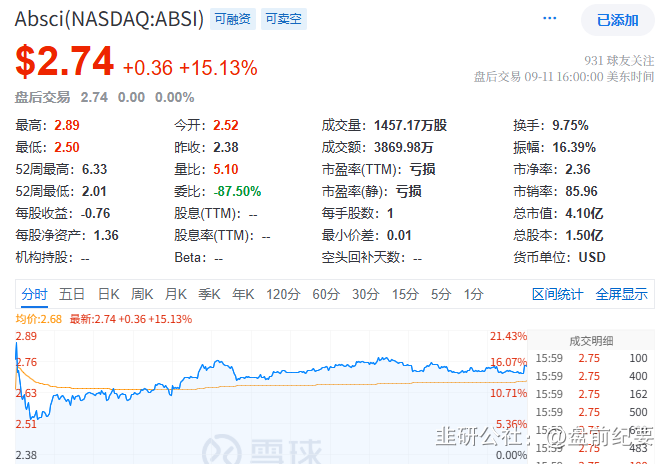 Absci(NASDAQ:ABSI) 可融资 可卖空 ... 已添加
$2.74 +0.36 +15.13% 931 球友关注
盘后交易 09-11 16:00:00 美东时间
盘后交易 2.74 0.00 0.00%
最高: 2.89 今开: 2.52 成交量: 1457.17万股 换手: 9.75%
最低: 2.50 昨收: 2.38 成交额: 3869.98万 振幅: 16.39%
52周最高: 6.33 量比: 5.10 市盈率(TTM): 亏损 市净率: 2.36
52周最低: 2.01 委比: -87.50% 市盈率(静): 亏损 市销率: 85.96
每股收益: -0.76 股息(TTM): -- 每手股数: 1 总市值: 4.10亿
每股净资产: 1.36 股息率(TTM): -- 最小价差: 0.01 总股本: 1.50亿
机构持股: -- Beta: -- 空头回补天数: -- 货币单位: USD
分时 五日 日K 周K 月K 季K 年K 120分 60分 30分 15分 5分 1分 区间统计 全屏显示
均价:2.68 最新:2.74 +0.36 +15.13%
2.89 21.43% 成交明细
2.76 16.07% 15:59 2.75 100
15:59 2.75 400
2.63 10.71% 15:59 2.75 162
15:59 2.75 500
2.51 5.36% 15:59 2.75
韭研公社: @盘前纪要
雪球
2.38 0.00% 15:59 2.75 483